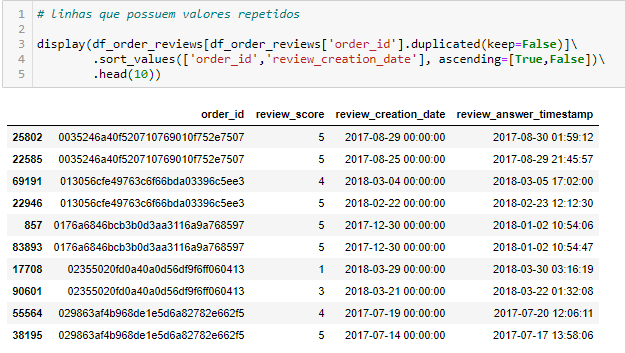 1 # linhas que possuem valores repetidos
2
3 display(df_order_reviews[df_order_reviews['order_id'].duplicated(keep=False)]\
4 .sort_values(['order_id','review_creation_date'], ascending=[True,False])\
5 .head(10))
order_id review_score review_creation_date review_answer_timestamp
25802 0035246a40f520710769010f752e7507 5 2017-08-29 00:00:00 2017-08-30 01:59:12
22585 0035246a40f520710769010f752e7507 5 2017-08-25 00:00:00 2017-08-29 21:45:57
69191 013056cfe49763c6f66bda03396c5ee3 4 2018-03-04 00:00:00 2018-03-05 17:02:00
22946 013056cfe49763c6f66bda03396c5ee3 5 2018-02-22 00:00:00 2018-02-23 12:12:30
857 0176a6846bcb3b0d3aa3116a9a768597 5 2017-12-30 00:00:00 2018-01-02 10:54:06
83893 0176a6846bcb3b0d3aa3116a9a768597 5 2017-12-30 00:00:00 2018-01-02 10:54:47
17708 02355020fd0a40a0d56df9f6ff060413 1 2018-03-29 00:00:00 2018-03-30 03:16:19
90601 02355020fd0a40a0d56df9f6ff060413 3 2018-03-21 00:00:00 2018-03-22 01:32:08
55564 029863af4b968de1e5d6a82782e662f5 4 2017-07-19 00:00:00 2017-07-20 12:06:11
38195 029863af4b968de1e5d6a82782e662f5 5 2017-07-14 00:00:00 2017-07-17 13:58:06